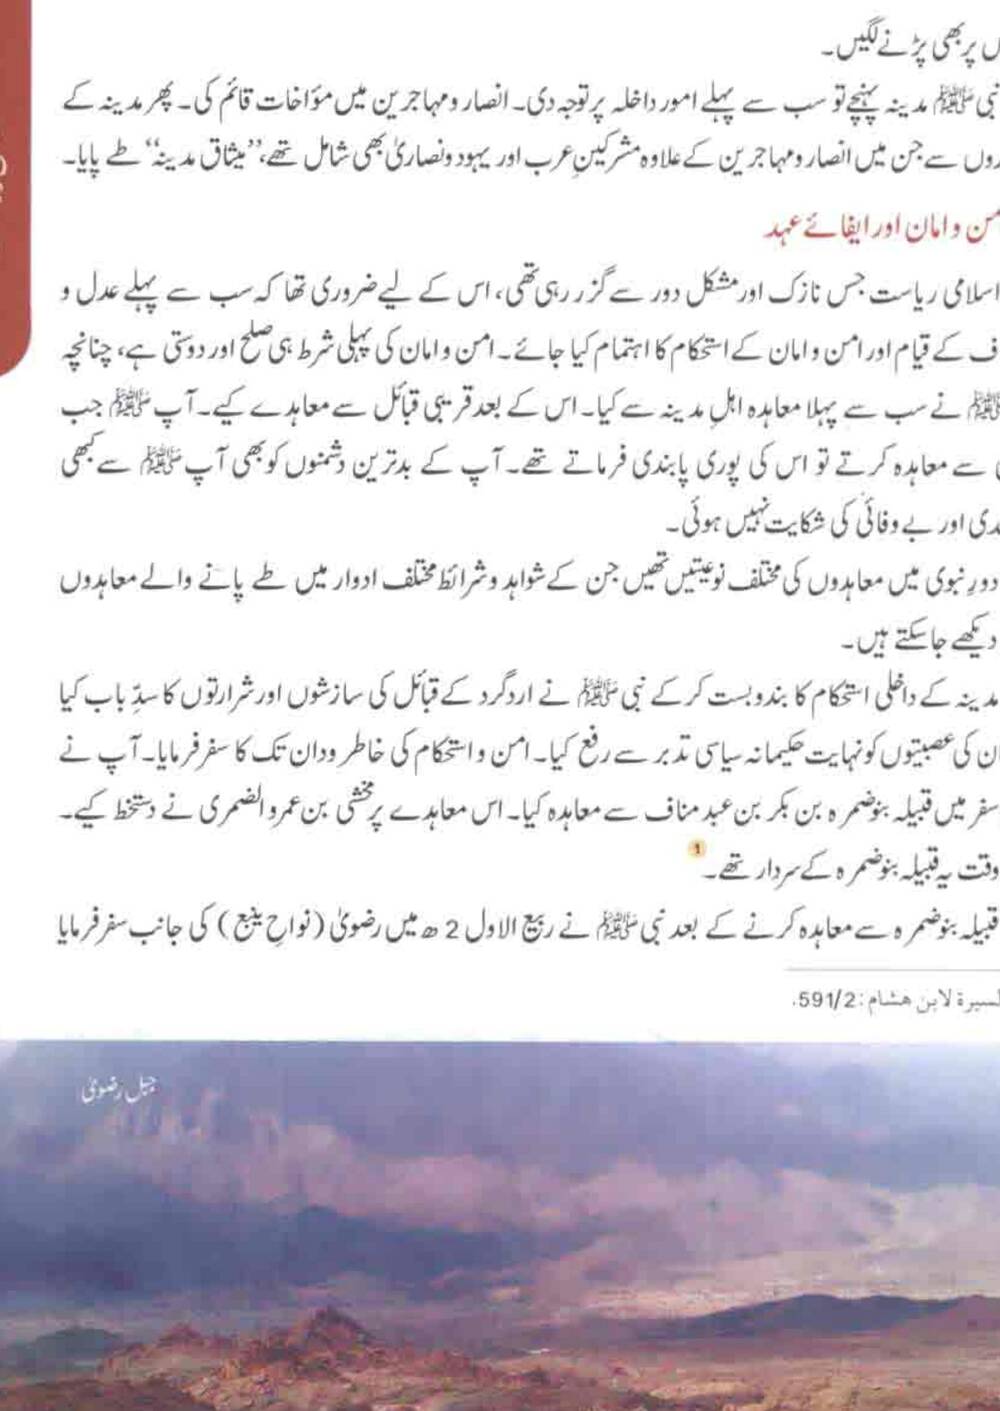 پر بھی پڑنے لگیں۔
نبی ﷺ مدینہ پہنچے تو سب سے پہلے امور داخلہ پر توجہ دی۔ انصار و مہاجرین میں مؤاخات قائم کی۔ پھر مدینہ کے
سے جن میں انصار و مہاجرین کے علاوہ مشرکینِ عرب اور یہود و نصاریٰ بھی شامل تھے، ”میثاق مدینہ“ طے پایا۔
و امان اور ایفائے عہد
اسلامی ریاست جس نازک اور مشکل دور سے گزر رہی تھی، اس کے لیے ضروری تھا کہ سب سے پہلے عدل و
کے قیام اور امن و امان کے استحکام کا اہتمام کیا جائے۔ امن و امان کی پہلی شرط ہی صلح اور دوستی ہے، چنانچہ
ﷺ نے سب سے پہلا معاہدہ اہلِ مدینہ سے کیا۔ اس کے بعد قریبی قبائل سے معاہدے کیے۔ آپ ﷺ جب
سے معاہدہ کرتے تو اس کی پوری پابندی فرماتے تھے۔ آپ کے بدترین دشمنوں کو بھی آپ ﷺ سے کبھی
اور بے وفائی کی شکایت نہیں ہوئی۔
دورِ نبوی میں معاہدوں کی مختلف نوعیتیں تھیں جن کے شواہد و شرائط مختلف ادوار میں طے پانے والے معاہدوں
دیکھے جا سکتے ہیں۔
مدینہ کے داخلی استحکام کا بندوبست کر کے نبی ﷺ نے اردگرد کے قبائل کی سازشوں اور شرارتوں کا سدِّ باب کیا
کی عصبیتوں کو نہایت حکیمانہ سیاسی تدبر سے رفع کیا۔ امن و استحکام کی خاطر ودان تک کا سفر فرمایا۔ آپ نے
سفر میں قبیلہ بنو ضمرہ بن بکر بن عبد مناف سے معاہدہ کیا۔ اس معاہدے پر مخشی بن عمرو الضمری نے دستخط کیے۔
وقت یہ قبیلہ بنو ضمرہ کے سردار تھے۔ 1
قبیلہ بنو ضمرہ سے معاہدہ کرنے کے بعد نبی ﷺ نے ربیع الاول 2 ھ میں رضویٰ (نواحِ ینبع) کی جانب سفر فرمایا
لسيرة لابن هشام: 591/2.
جبل رضویٰ